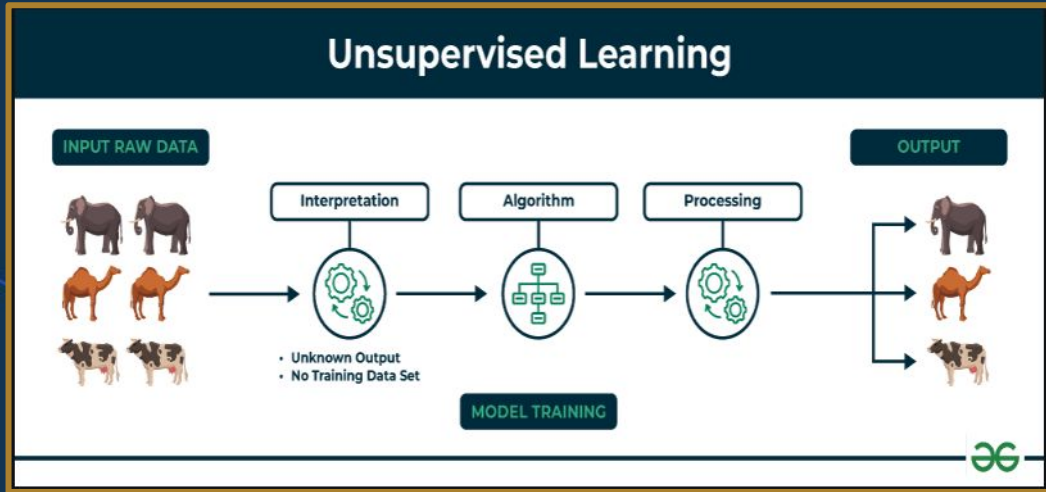 Unsupervised Learning
INPUT RAW DATA
OUTPUT
Interpretation
Algorithm
Processing
• Unknown Output
• No Training Data Set
MODEL TRAINING